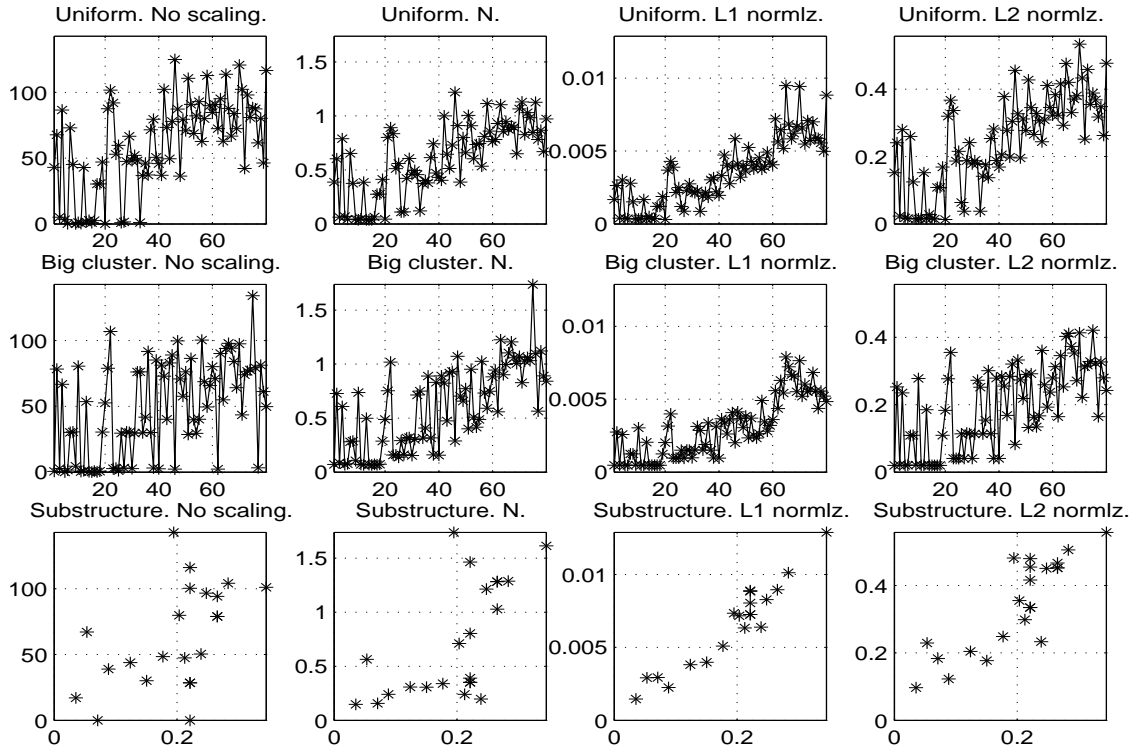 Uniform. No scaling.
Uniform. N.
Uniform. L1 normlz.
Uniform. L2 normlz.
100
50
0
20 40 60
1.5
1
0.5
0
20 40 60
0.01
0.005
0
20 40 60
0.4
0.2
0
20 40 60
Big cluster. No scaling.
Big cluster. N.
Big cluster. L1 normlz.
Big cluster. L2 normlz.
100
50
0
20 40 60
1.5
1
0.5
0
20 40 60
0.01
0.005
0
20 40 60
0.4
0.2
0
20 40 60
Substructure. No scaling.
Substructure. N.
Substructure. L1 normlz.
Substructure. L2 normlz.
100
50
0
0 0.2
1.5
1
0.5
0
0 0.2
0.01
0.005
0
0 0.2
0.4
0.2
0
0 0.2